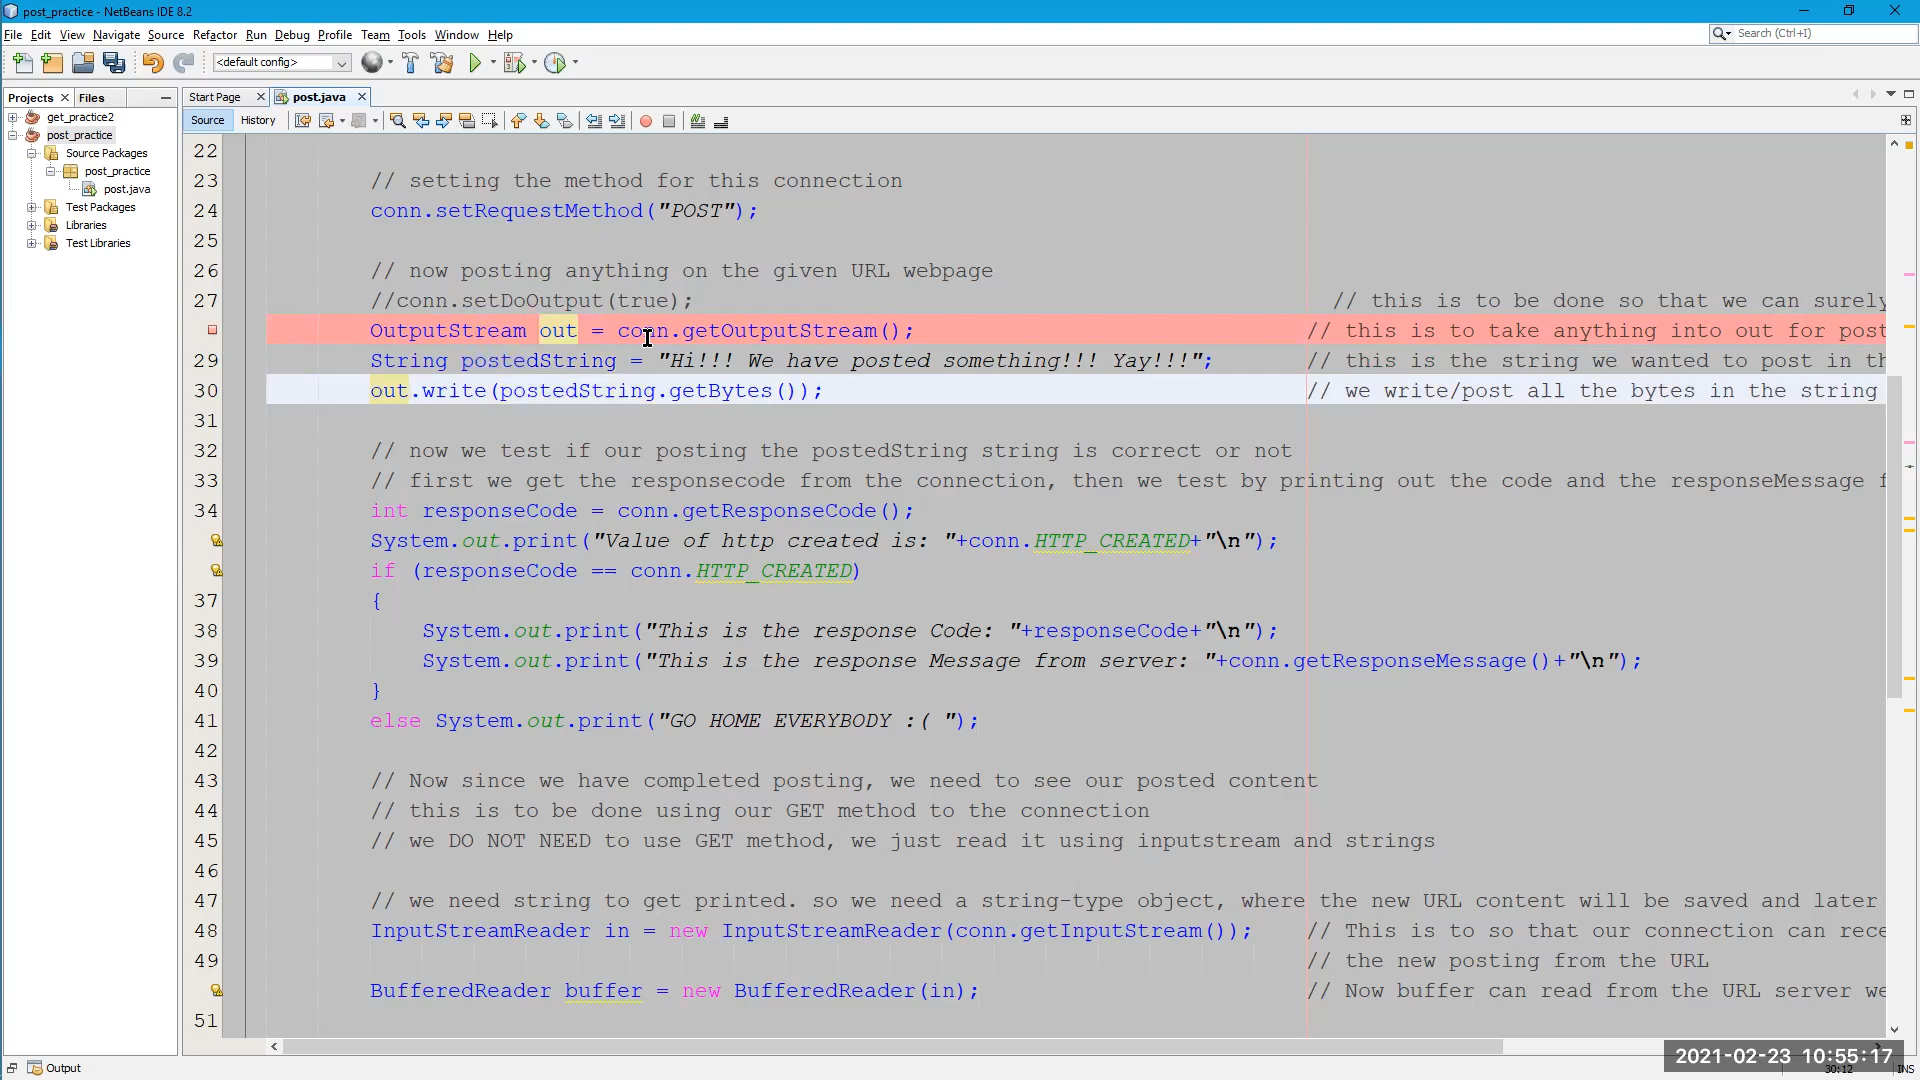 post_practice - NetBeans IDE 8.2
File Edit View Navigate Source Refactor Run Debug Profile Team Tools Window Help
Search (Ctrl+I)
<default config>
Projects Files
Start Page post.java
Source History
get_practice2
post_practice
Source Packages
post_practice
post.java
Test Packages
Libraries
Test Libraries
22
23 // setting the method for this connection
24 conn.setRequestMethod("POST");
25
26 // now posting anything on the given URL webpage
27 //conn.setDoOutput(true); // this is to be done so that we can surely
OutputStream out = conn.getOutputStream(); // this is to take anything into out for post
29 String postedString = "Hi!!! We have posted something!!! Yay!!!"; // this is the string we wanted to post in th
30 out.write(postedString.getBytes()); // we write/post all the bytes in the string
31
32 // now we test if our posting the postedString string is correct or not
33 // first we get the responsecode from the connection, then we test by printing out the code and the responseMessage f
34 int responseCode = conn.getResponseCode();
System.out.print("Value of http created is: "+conn.HTTP_CREATED+"\n");
if (responseCode == conn.HTTP_CREATED)
37 {
38 System.out.print("This is the response Code: "+responseCode+"\n");
39 System.out.print("This is the response Message from server: "+conn.getResponseMessage()+"\n");
40 }
41 else System.out.print("GO HOME EVERYBODY :( ");
42
43 // Now since we have completed posting, we need to see our posted content
44 // this is to be done using our GET method to the connection
45 // we DO NOT NEED to use GET method, we just read it using inputstream and strings
46
47 // we need string to get printed. so we need a string-type object, where the new URL content will be saved and later
48 InputStreamReader in = new InputStreamReader(conn.getInputStream()); // This is to so that our connection can rece
49 // the new posting from the URL
BufferedReader buffer = new BufferedReader(in); // Now buffer can read from the URL server we
51
Output
2021-02-23 10:55:17
30:12 INS